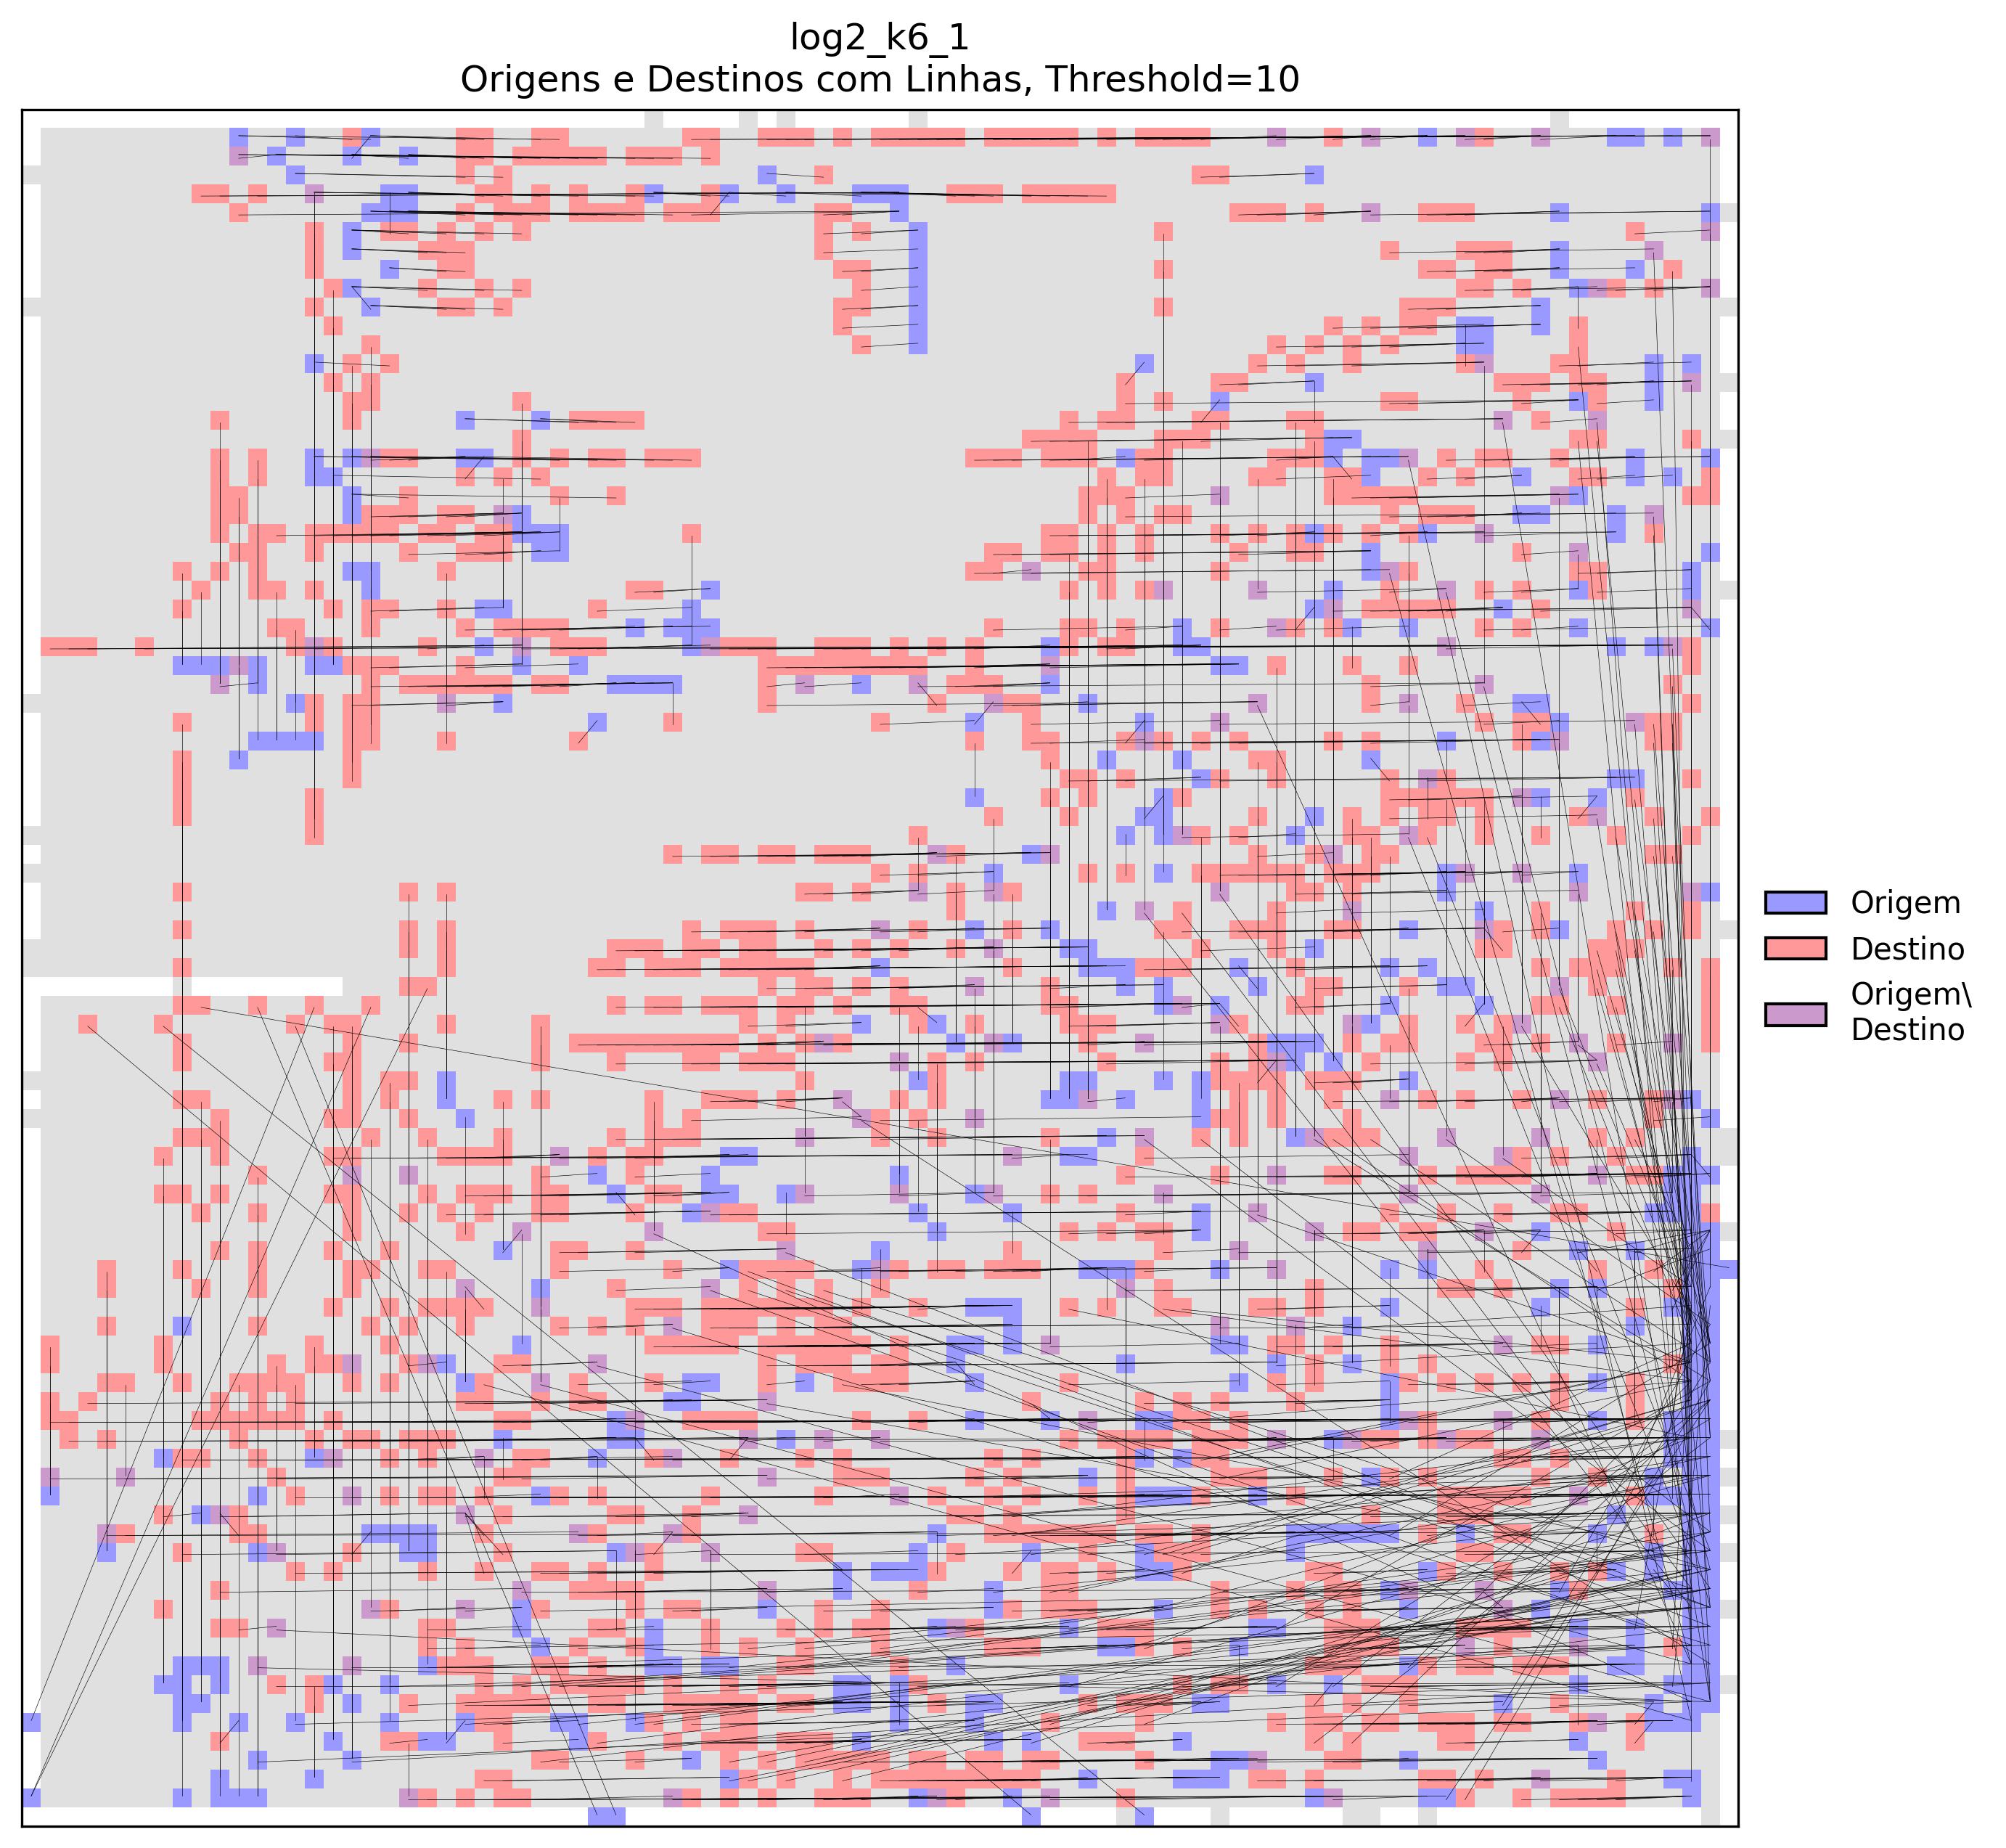 log2_k6_1
Origens e Destinos com Linhas, Threshold=10
Origem
Destino
Origem\
Destino